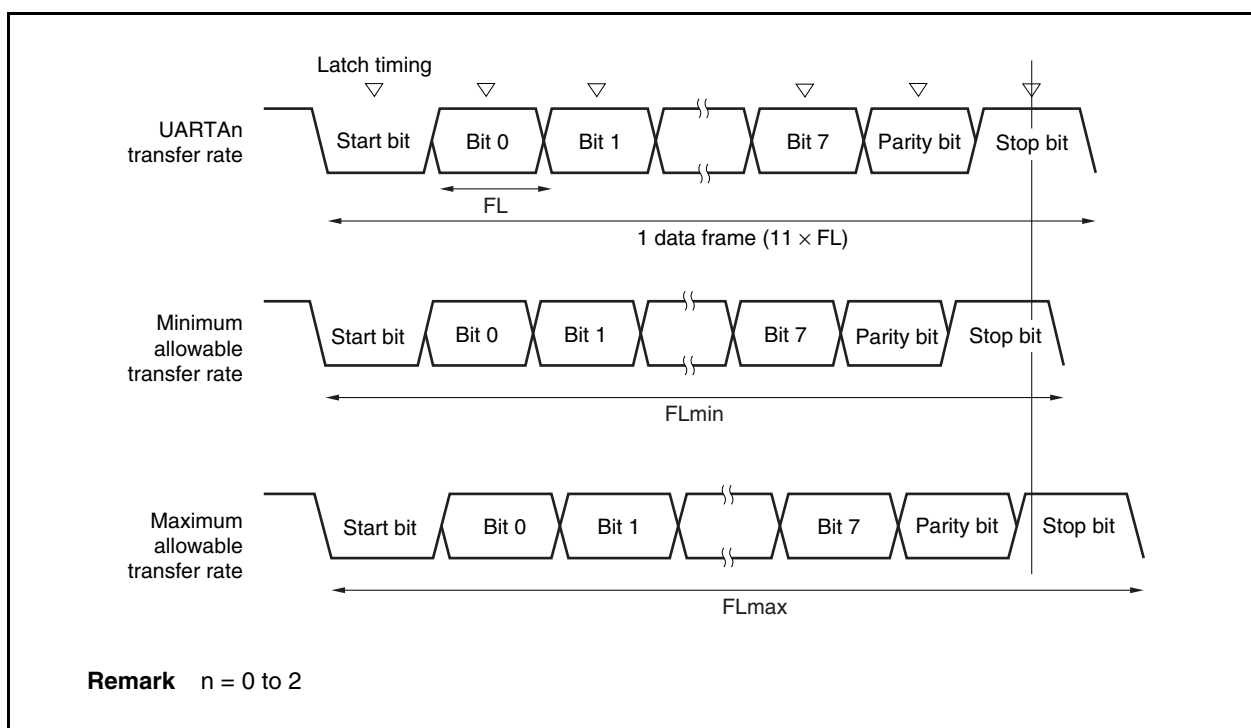 Latch timing
UARTAn
transfer rate
Start bit
Bit 0
Bit 1
Bit 7
Parity bit
Stop bit
FL
1 data frame (11 × FL)
Minimum
allowable
transfer rate
Start bit
Bit 0
Bit 1
Bit 7
Parity bit
Stop bit
FLmin
Maximum
allowable
transfer rate
Start bit
Bit 0
Bit 1
Bit 7
Parity bit
Stop bit
FLmax
Remark n = 0 to 2